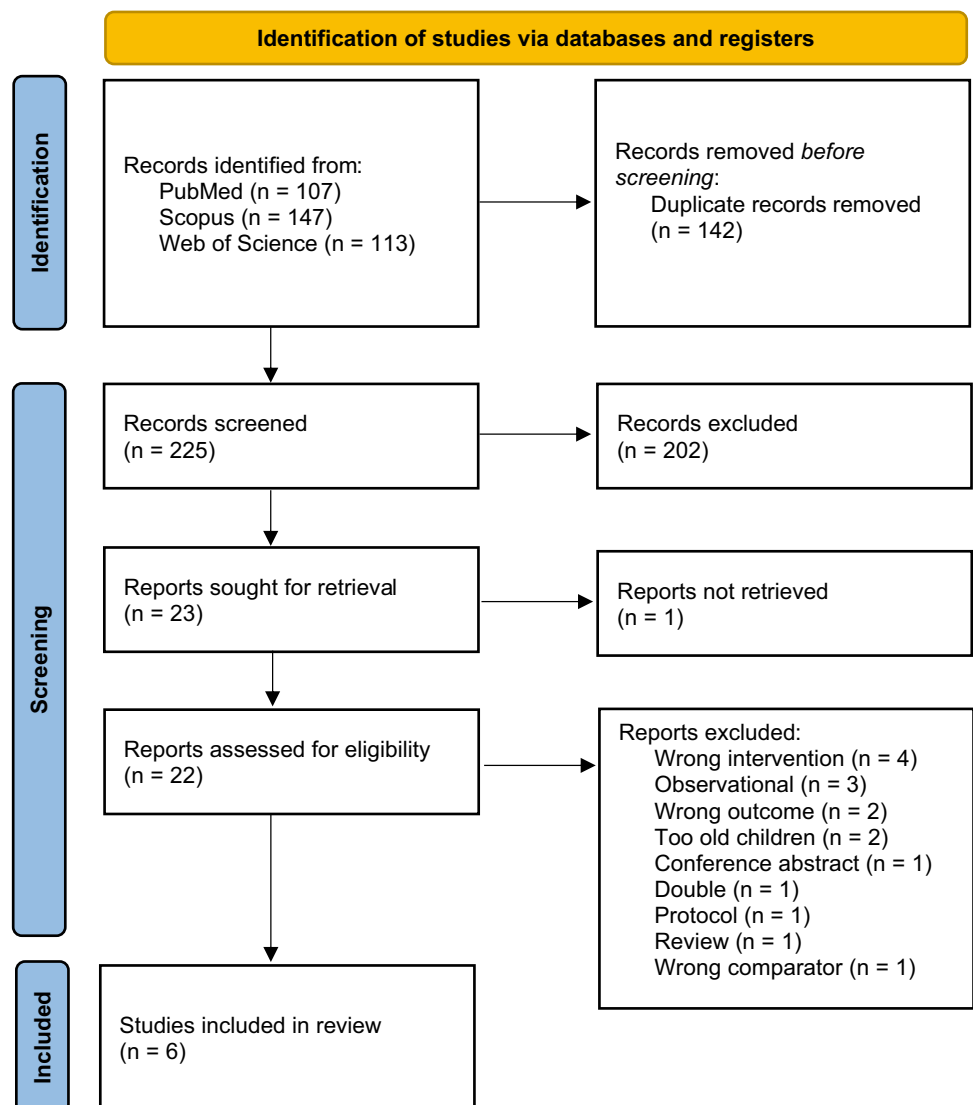 Identification of studies via databases and registers
Identification
Records identified from:
PubMed (n = 107)
Scopus (n = 147)
Web of Science (n = 113)
Records removed before
screening:
Duplicate records removed
(n = 142)
Screening
Records screened
(n = 225)
Records excluded
(n = 202)
Reports sought for retrieval
(n = 23)
Reports not retrieved
(n = 1)
Reports assessed for eligibility
(n = 22)
Reports excluded:
Wrong intervention (n = 4)
Observational (n = 3)
Wrong outcome (n = 2)
Too old children (n = 2)
Conference abstract (n = 1)
Double (n = 1)
Protocol (n = 1)
Review (n = 1)
Wrong comparator (n = 1)
Included
Studies included in review
(n = 6)